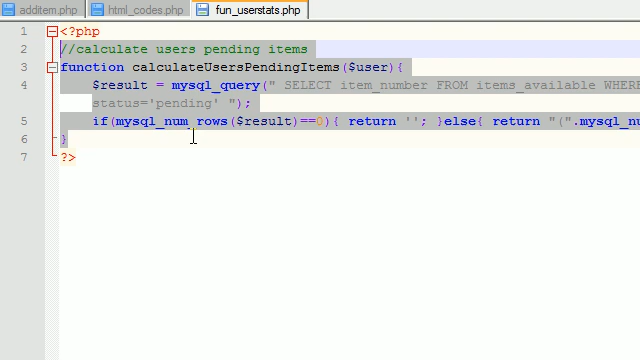 additem.php html_codes.php fun_userstats.php
1 <?php
2 //calculate users pending items
3 function calculateUsersPendingItems($user){
4 $result = mysql_query(" SELECT item_number FROM items_available WHERE
status='pending' ");
5 if(mysql_num_rows($result)==0){ return ''; }else{ return "(".mysql_nu
6 }
7 ?>